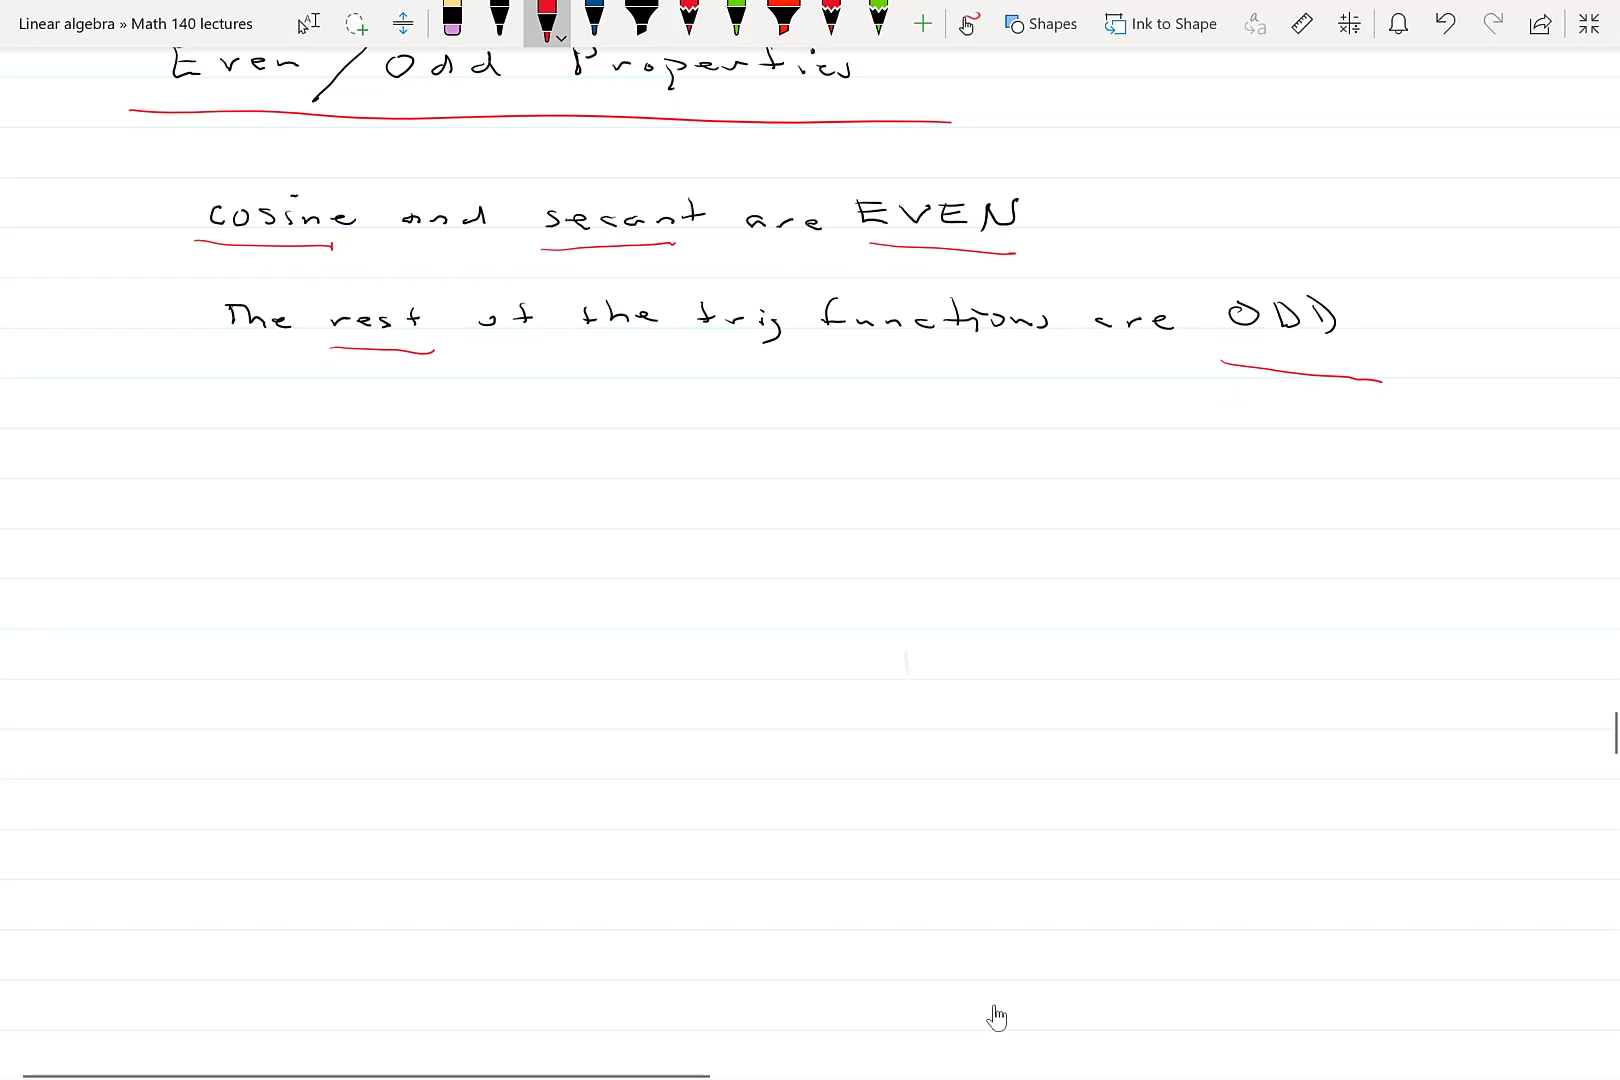 Linear algebra » Math 140 lectures
Shapes
Ink to Shape
Even / Odd Properties
cosine and secant are EVEN
The rest of the trig functions are ODD